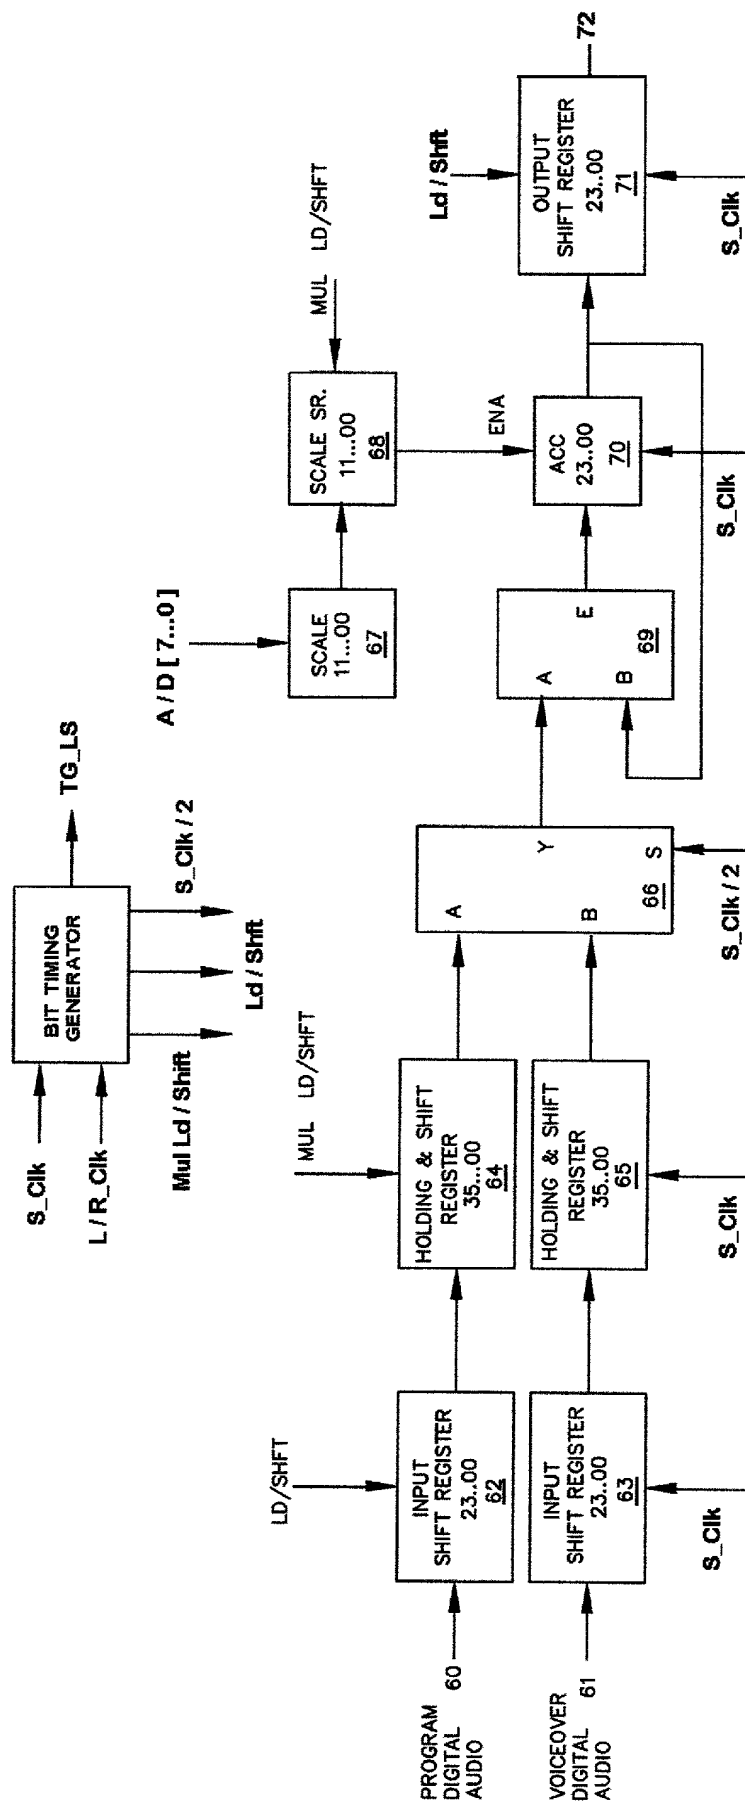 S_Clk
L / R_Clk
BIT TIMING
GENERATOR
TG_LS
Mul Ld / Shift
Ld / Shft
S_Clk / 2
PROGRAM
DIGITAL
AUDIO
60
VOICEOVER
DIGITAL
AUDIO
61
LD/SHFT
INPUT
SHIFT REGISTER
23..00
62
INPUT
SHIFT REGISTER
23..00
63
S_Clk
MUL LD/SHFT
HOLDING & SHIFT
REGISTER
35...00
64
HOLDING & SHIFT
REGISTER
35...00
65
S_Clk
A
B
Y
S
66
S_Clk / 2
A / D [ 7...0 ]
SCALE
11...00
67
SCALE SR.
11...00
68
MUL LD/SHFT
A
B
E
69
ENA
ACC
23..00
70
S_Clk
Ld / Shft
OUTPUT
SHIFT REGISTER
23..00
71
S_Clk
72